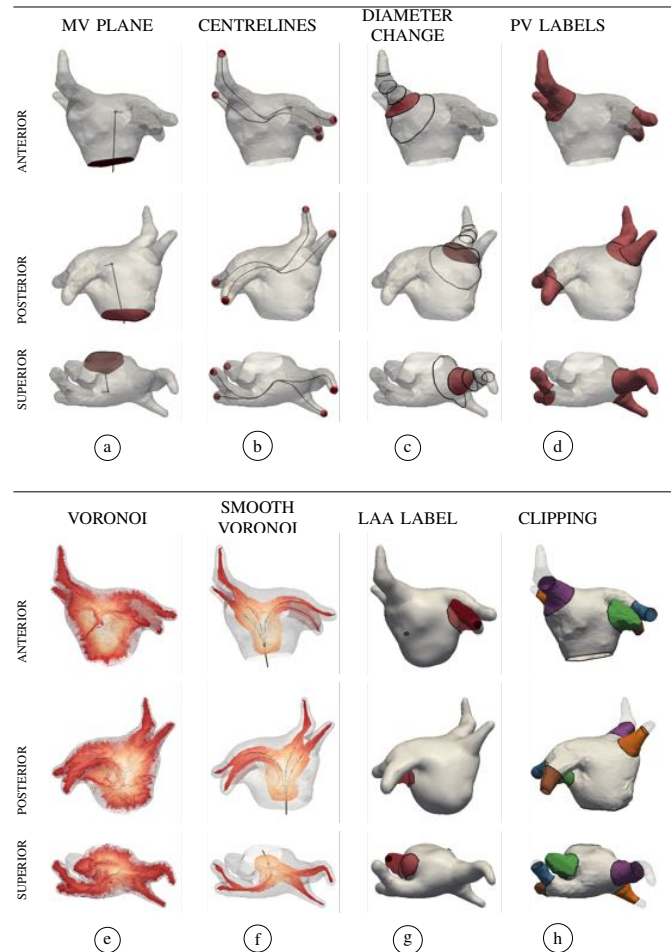 MV PLANE
CENTRELINES
DIAMETER
CHANGE
PV LABELS
ANTERIOR
POSTERIOR
SUPERIOR
a
b
c
d
VORONOI
SMOOTH
VORONOI
LAA LABEL
CLIPPING
ANTERIOR
POSTERIOR
SUPERIOR
e
f
g
h